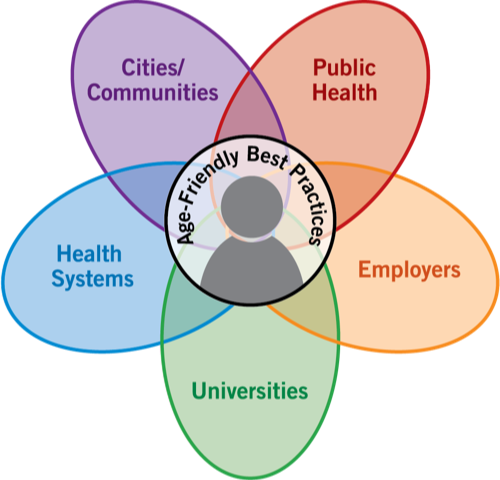 Cities/
Communities
Public
Health
Age-Friendly Best Practices
Health
Systems
Employers
Universities